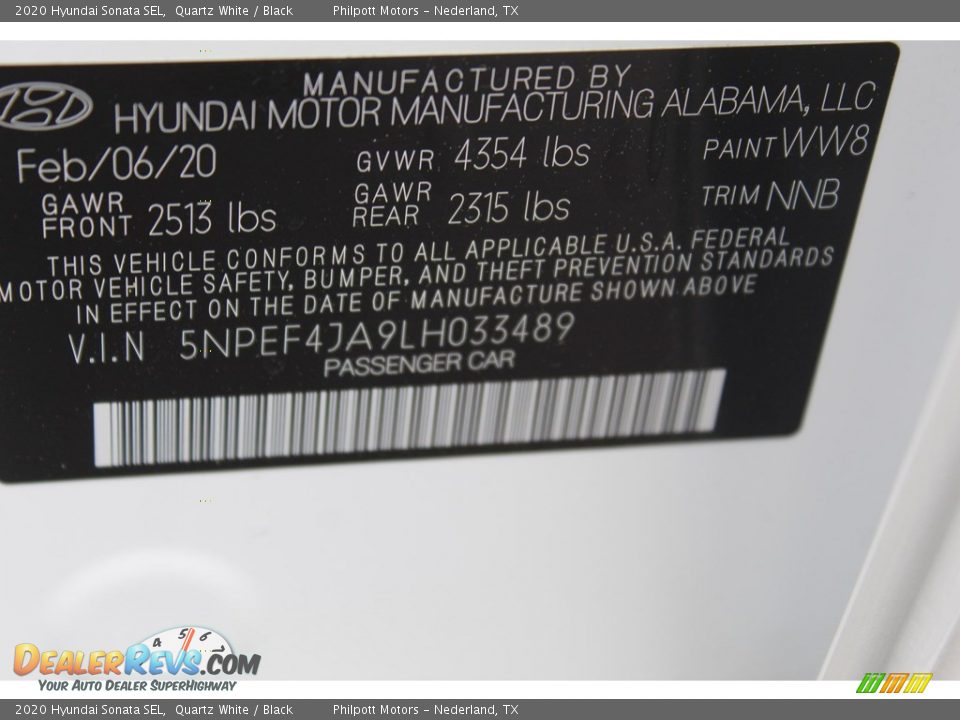 2020 Hyundai Sonata SEL, Quartz White / Black Philpott Motors - Nederland, TX
MANUFACTURED BY
HYUNDAI MOTOR MANUFACTURING ALABAMA, LLC
Feb/06/20 GVWR 4354 lbs PAINT WW8
GAWR FRONT 2513 lbs GAWR REAR 2315 lbs TRIM NNB
THIS VEHICLE CONFORMS TO ALL APPLICABLE U.S.A. FEDERAL
MOTOR VEHICLE SAFETY, BUMPER, AND THEFT PREVENTION STANDARDS
IN EFFECT ON THE DATE OF MANUFACTURE SHOWN ABOVE
V.I.N 5NPEF4JA9LH033489
PASSENGER CAR
4 5 6 7
DEALERREVS.COM
YOUR AUTO DEALER SUPERHIGHWAY
2020 Hyundai Sonata SEL, Quartz White / Black Philpott Motors - Nederland, TX